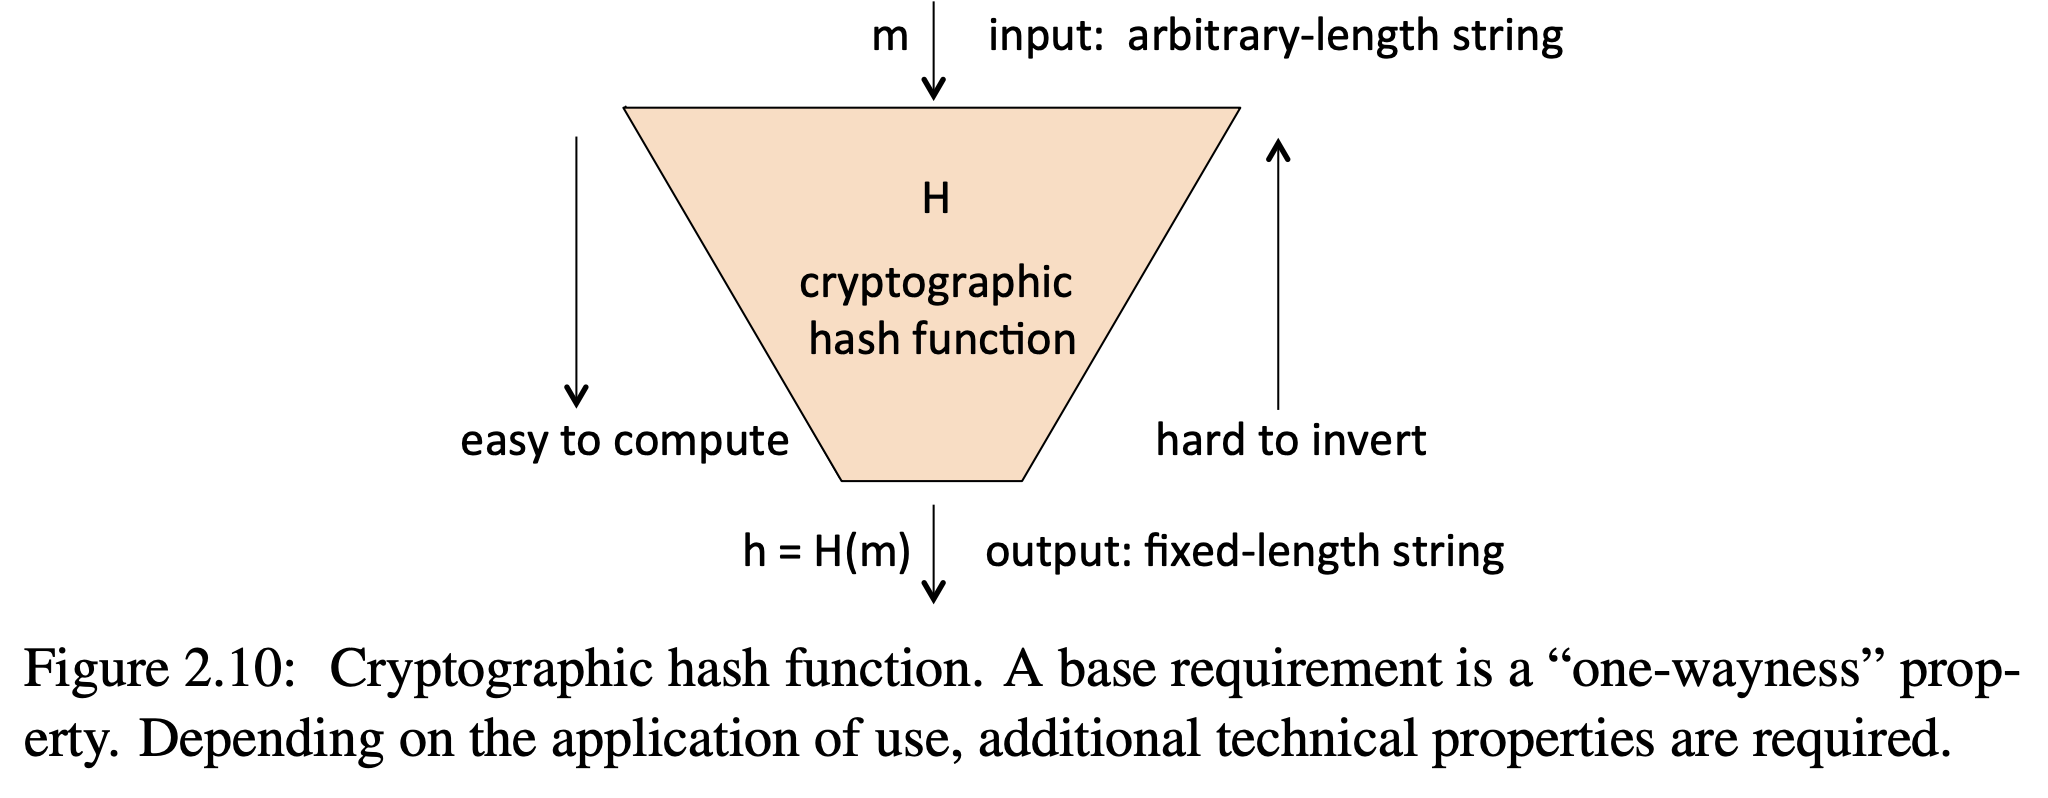 m input: arbitrary-length string
H
cryptographic
hash function
easy to compute
hard to invert
h = H(m) output: fixed-length string
Figure 2.10: Cryptographic hash function. A base requirement is a “one-wayness” prop-
erty. Depending on the application of use, additional technical properties are required.